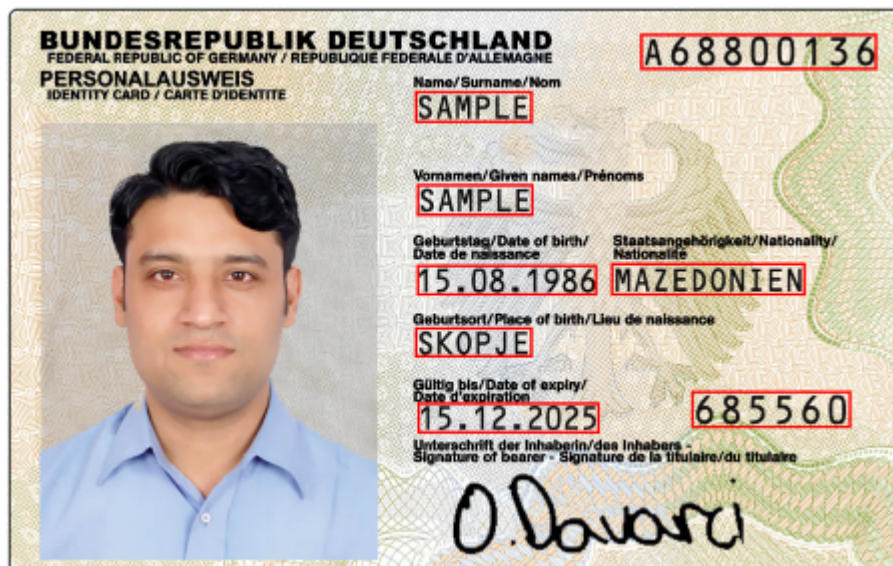 BUNDESREPUBLIK DEUTSCHLAND
FEDERAL REPUBLIC OF GERMANY / REPUBLIQUE FEDERALE D'ALLEMAGNE
A68800136
PERSONALAUSWEIS
IDENTITY CARD / CARTE D'IDENTITE
Name/Surname/Nom
SAMPLE
Vornamen/Given names/Prénoms
SAMPLE
Geburtstag/Date of birth/
Date de naissance
Staatsangehörigkeit/Nationality/
Nationalité
15.08.1986
MAZEDONIEN
Geburtsort/Place of birth/Lieu de naissance
SKOPJE
Gültig bis/Date of expiry/
Date d'expiration
15.12.2025
685560
Unterschrift der Inhaberin/des Inhabers -
Signature of bearer - Signature de la titulaire/du titulaire
O. Davarci